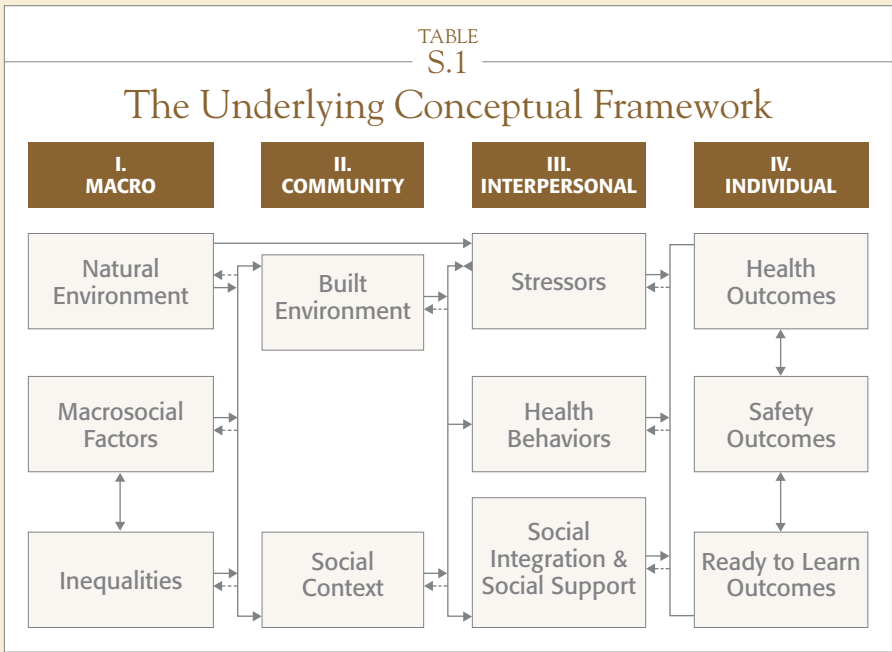 TABLE
S.1
The Underlying Conceptual Framework
I.
MACRO
II.
COMMUNITY
III.
INTERPERSONAL
IV.
INDIVIDUAL
Natural
Environment
Built
Environment
Stressors
Health
Outcomes
Macrosocial
Factors
Health
Behaviors
Safety
Outcomes
Inequalities
Social
Context
Social
Integration &
Social Support
Ready to Learn
Outcomes